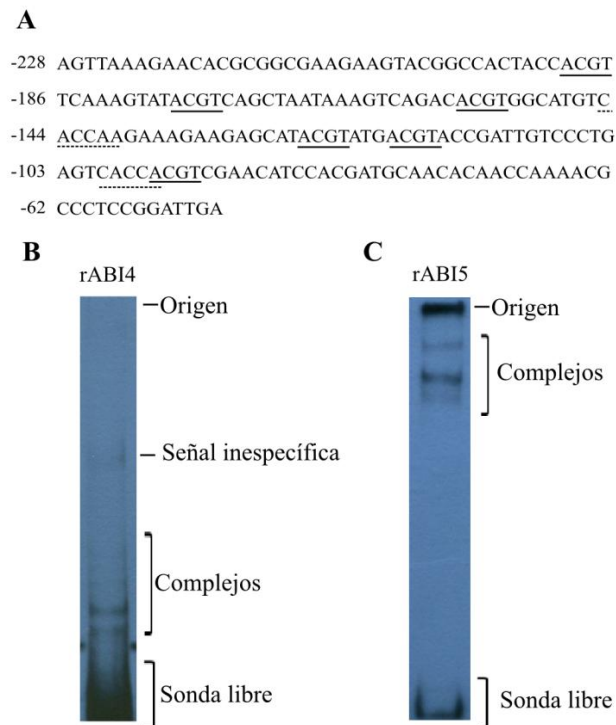 A
-228 AGTTAAAGAACACGCGGCGAAGAAGTACGGCCACTACCACGT
-186 TCAAAGTATACGTCAGCTAATAAAGTCAGACACGTGGCATGTC
-144 ACCAAGAAAGAAGAGCATACGTATGACGTACCGATTGTCCCTG
-103 AGTCACCACGTCGAACATCCACGATGCAACACAACCAAAACG
-62 CCCTCCGGATTGA
B
C
rABI4
rABI5
Origen
Origen
Complejos
Señal inespecífica
Complejos
Sonda libre
Sonda libre